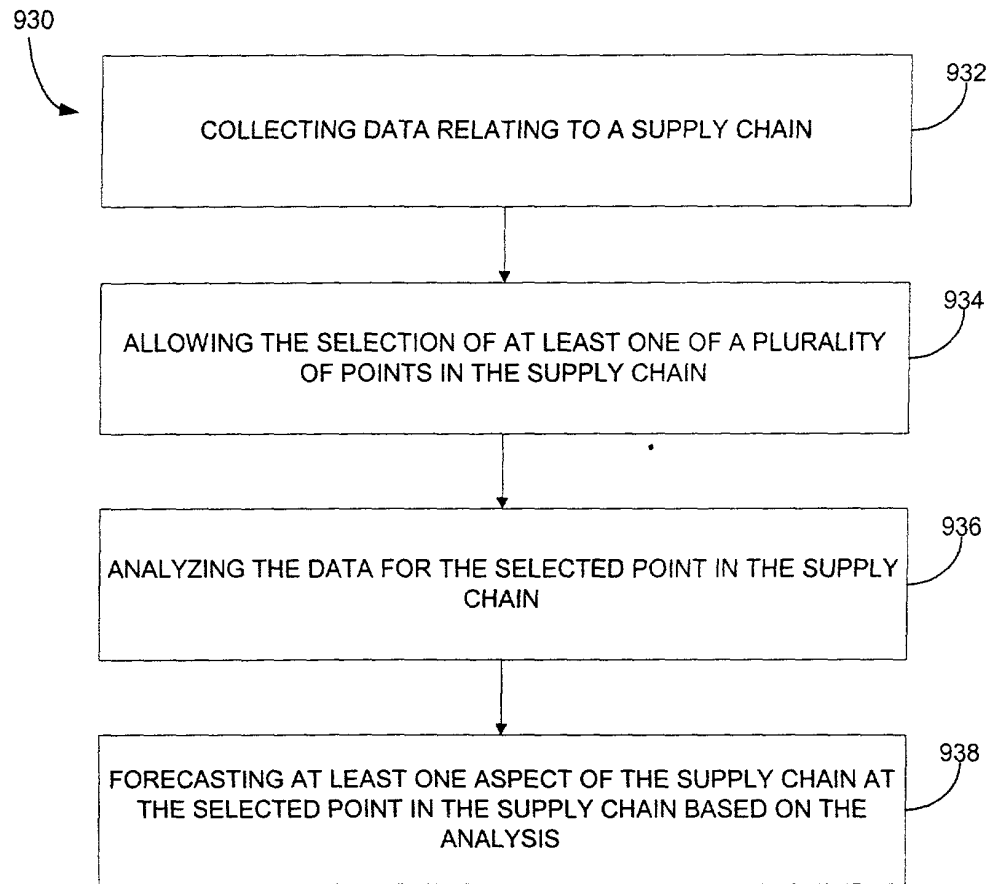 930
932
COLLECTING DATA RELATING TO A SUPPLY CHAIN
934
ALLOWING THE SELECTION OF AT LEAST ONE OF A PLURALITY
OF POINTS IN THE SUPPLY CHAIN
936
ANALYZING THE DATA FOR THE SELECTED POINT IN THE SUPPLY
CHAIN
938
FORECASTING AT LEAST ONE ASPECT OF THE SUPPLY CHAIN AT
THE SELECTED POINT IN THE SUPPLY CHAIN BASED ON THE
ANALYSIS